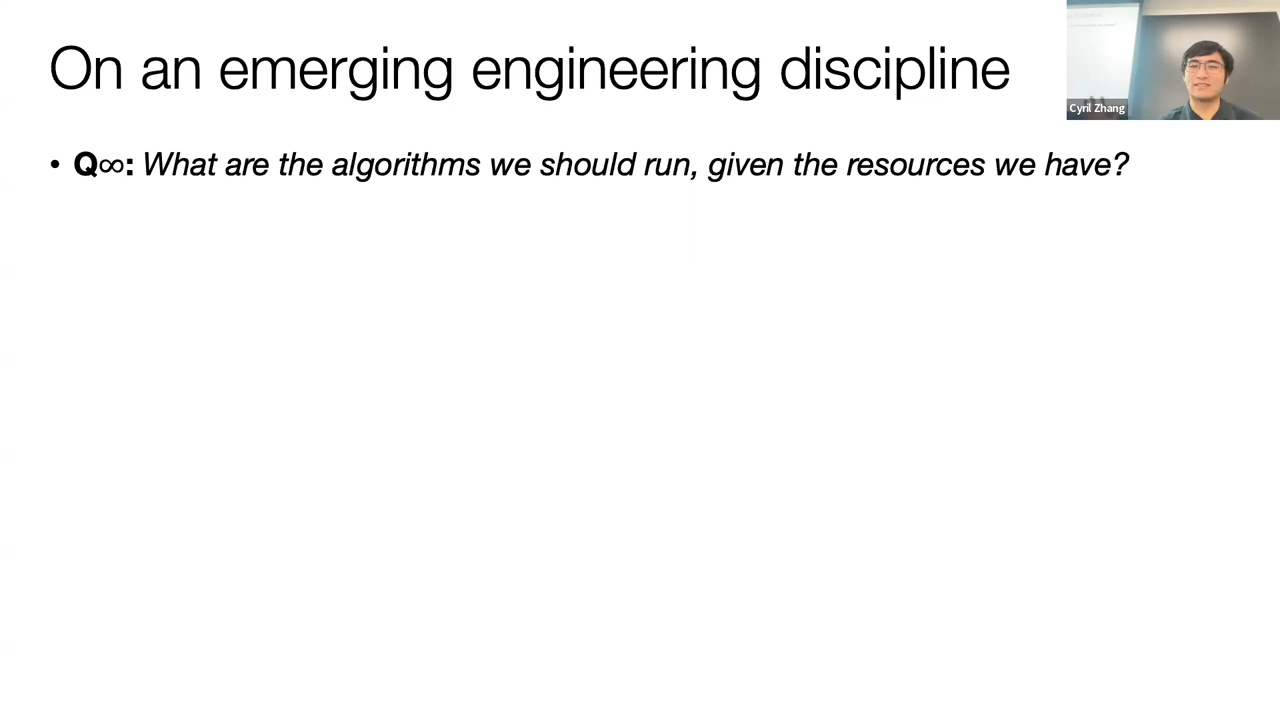 On an emerging engineering discipline
Cyril Zhang
• Q∞: What are the algorithms we should run, given the resources we have?